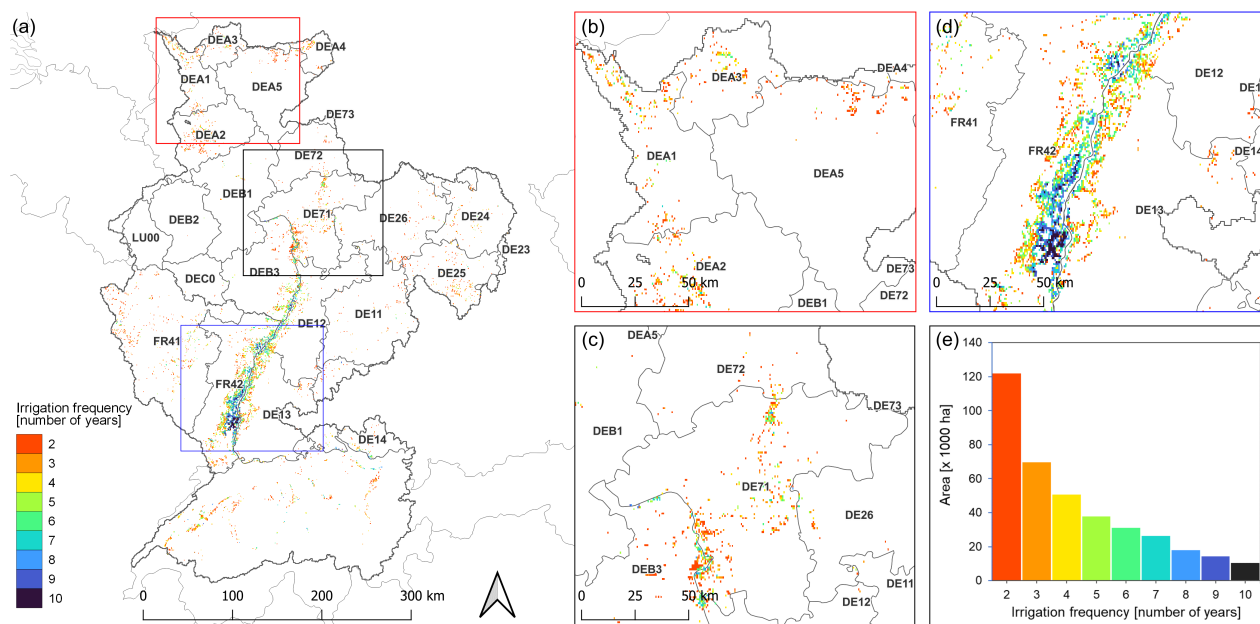 (a)
DEA3
DEA4
DEA1
DEA5
DEA2
DE73
DE72
DEB1
DEB2
DE71
DE26
DE24
LU00
DE23
DEC0
DEB3
DE25
DE12
DE11
FR41
FR42
DE13
DE14
Irrigation frequency
[number of years]
2
3
4
5
6
7
8
9
10
0 100 200 300 km
(b)
DEA3
DEA4
DEA1
DEA5
DEA2
DE73
DEB1
DE72
0 25 50 km
(c)
DEA5
DE72
DE73
DEB1
DE71
DE26
DEB3
DE11
DE12
0 25 50 km
(d)
DE12
DE1
FR41
FR42
DE14
DE13
0 25 50 km
(e)
140
120
100
80
60
40
20
0
Area [x 1000 ha]
2 3 4 5 6 7 8 9 10
Irrigation frequency [number of years]